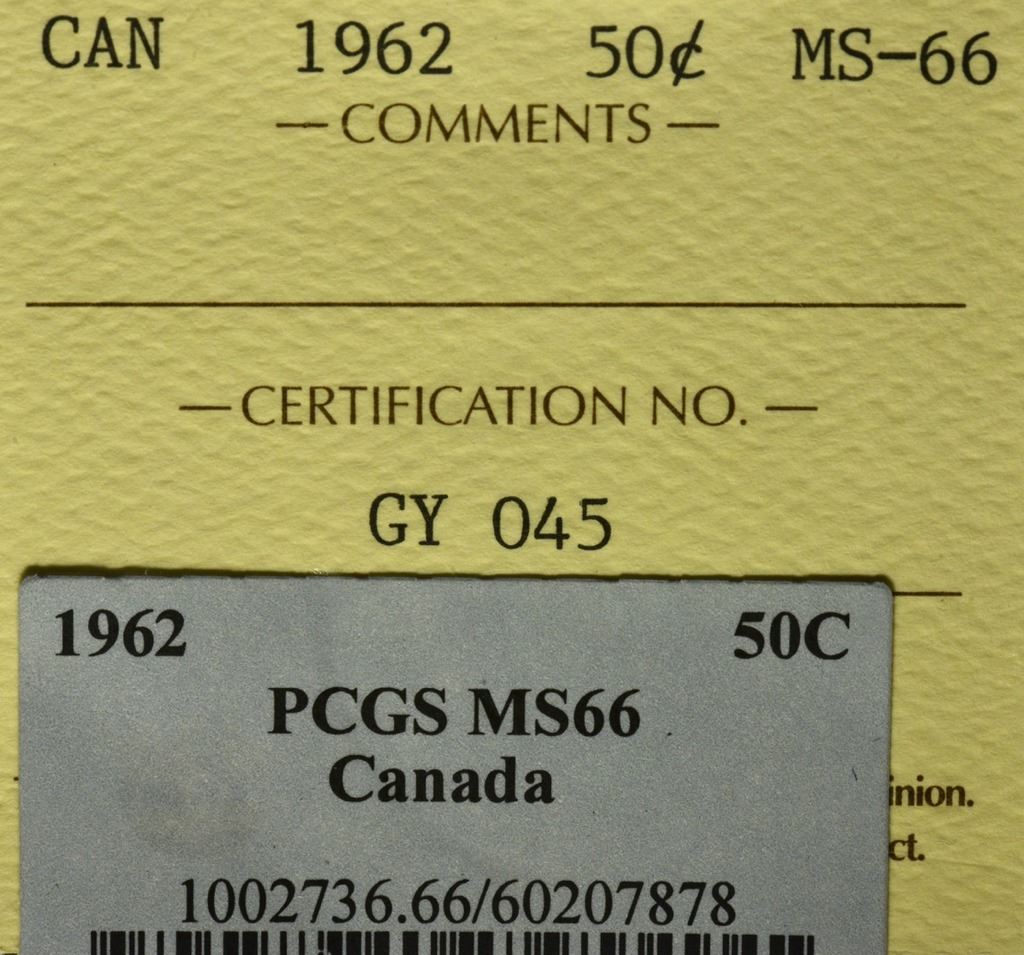 CAN 1962 50¢ MS-66
— COMMENTS —
— CERTIFICATION NO. —
GY 045
1962 50C
PCGS MS66
Canada
inion.
ct.
1002736.66/60207878